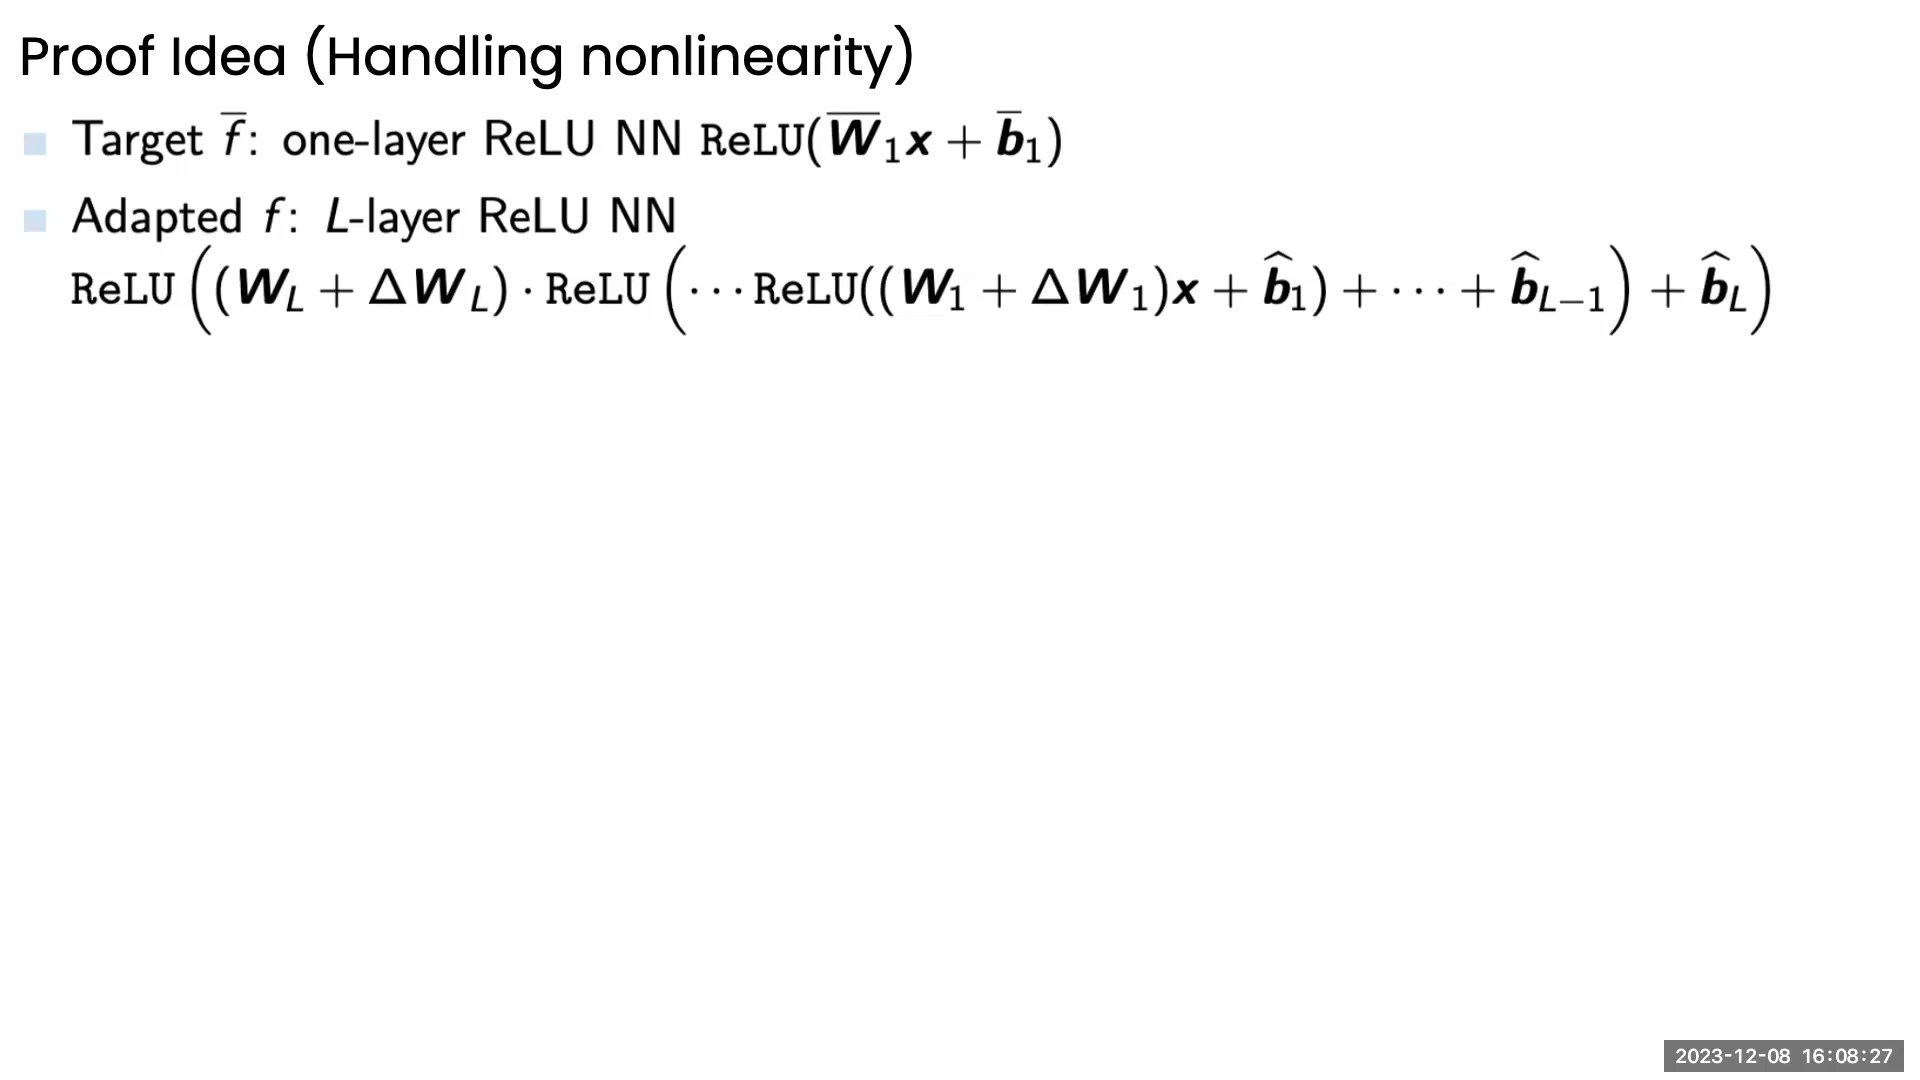 Proof Idea (Handling nonlinearity)
Target f̅: one-layer ReLU NN ReLU(W̅₁x + b̅₁)
Adapted f: L-layer ReLU NN
ReLU((W_L + ΔW_L) · ReLU(··· ReLU((W₁ + ΔW₁)x + b̂₁) + ··· + b̂_{L−1}) + b̂_L)
2023-12-08 16:08:27